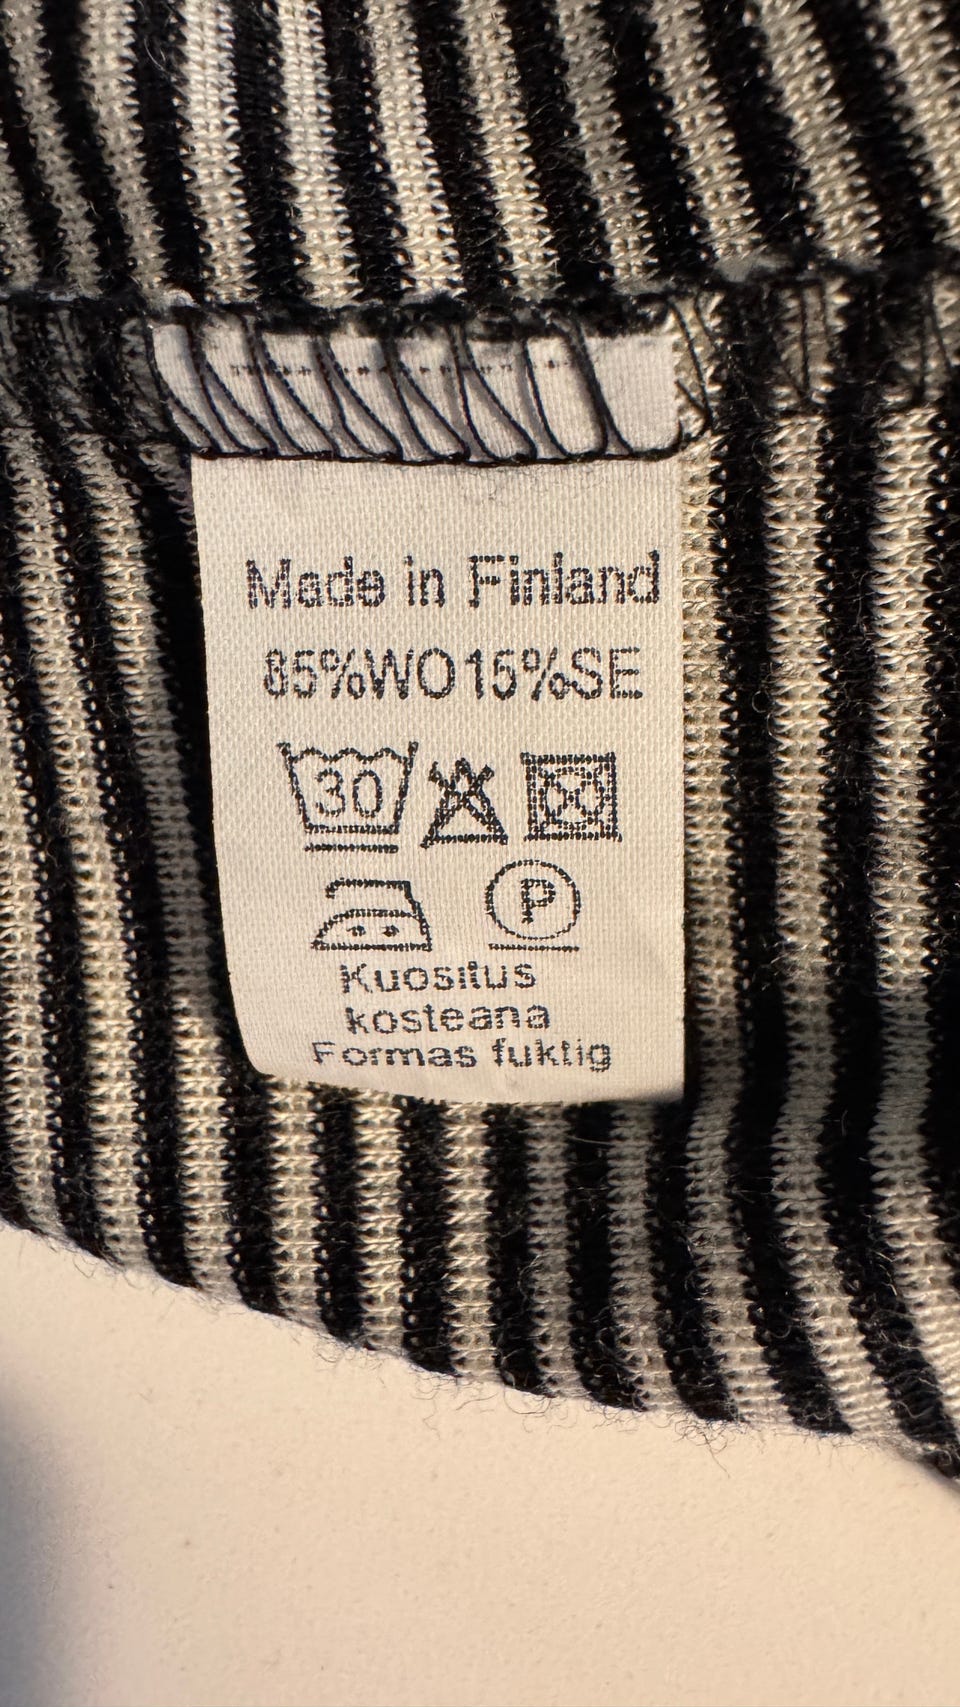 Made in Finland
85%WO15%SE
30
P
Kuositus
kosteana
Formas fuktig